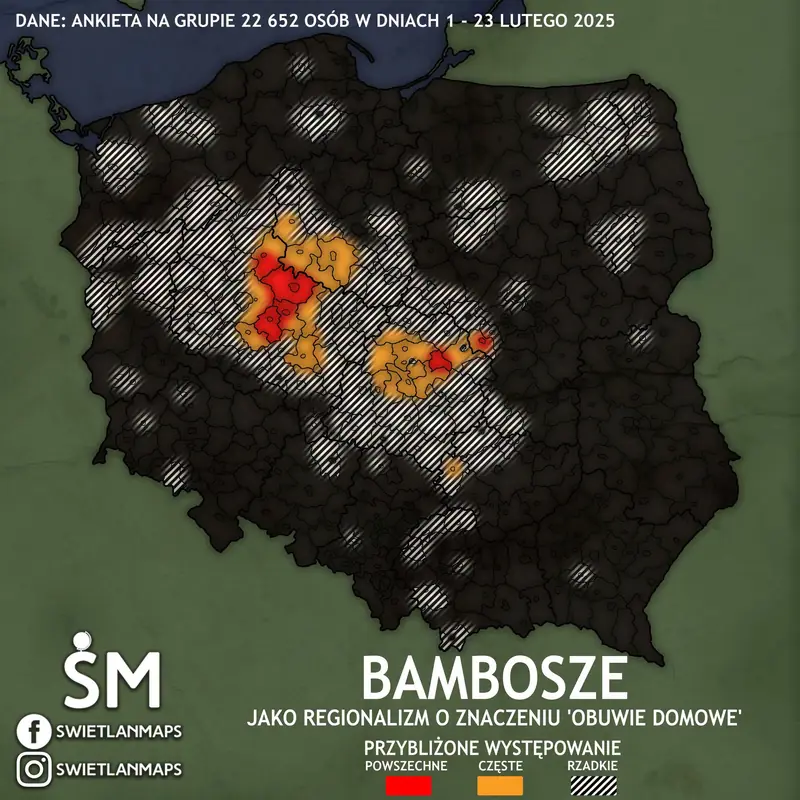 DANE: ANKIETA NA GRUPIE 22 652 OSÓB W DNIACH 1 - 23 LUTEGO 2025
ŚM
SWIETLANMAPS
SWIETLANMAPS
BAMBOSZE
JAKO REGIONALIZM O ZNACZENIU 'OBUWIE DOMOWE'
PRZYBLIŻONE WYSTĘPOWANIE
POWSZECHNE CZĘSTE RZADKIE